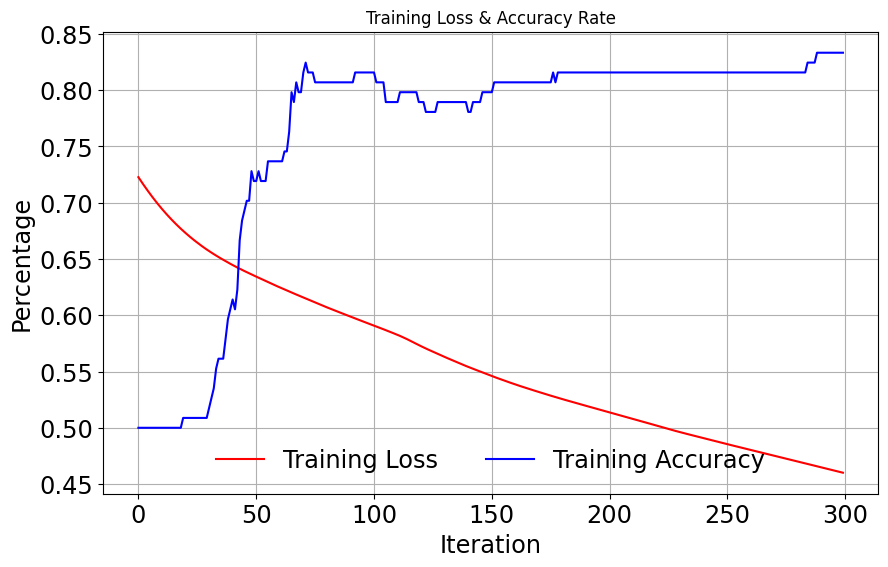 Training Loss & Accuracy Rate
0.85
0.80
0.75
0.70
0.65
0.60
0.55
0.50
0.45
Percentage
Training Loss Training Accuracy
0 50 100 150 200 250 300
Iteration